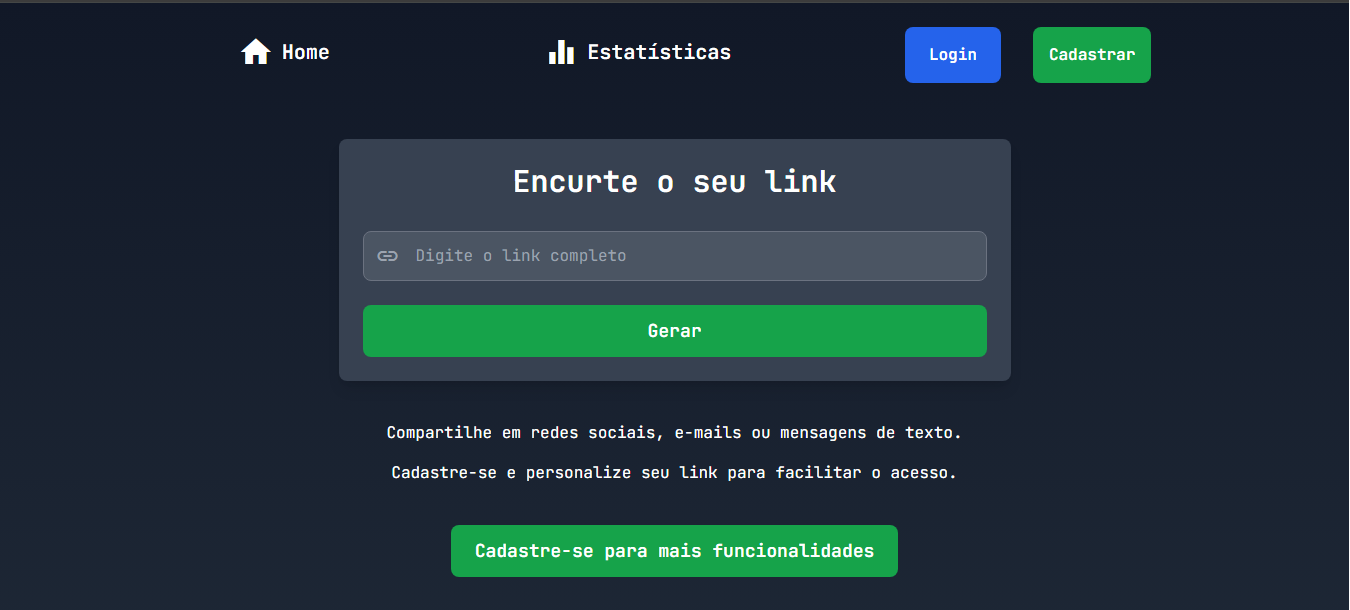 Home
Estatísticas
Login
Cadastrar
Encurte o seu link
Digite o link completo
Gerar
Compartilhe em redes sociais, e-mails ou mensagens de texto.
Cadastre-se e personalize seu link para facilitar o acesso.
Cadastre-se para mais funcionalidades